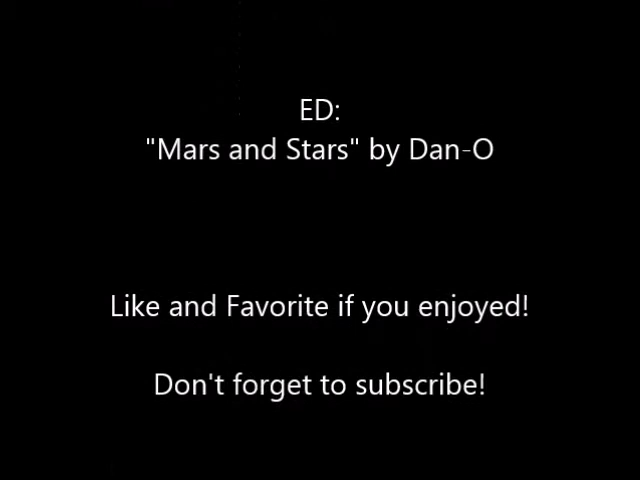 ED:
"Mars and Stars" by Dan-O
Like and Favorite if you enjoyed!
Don't forget to subscribe!